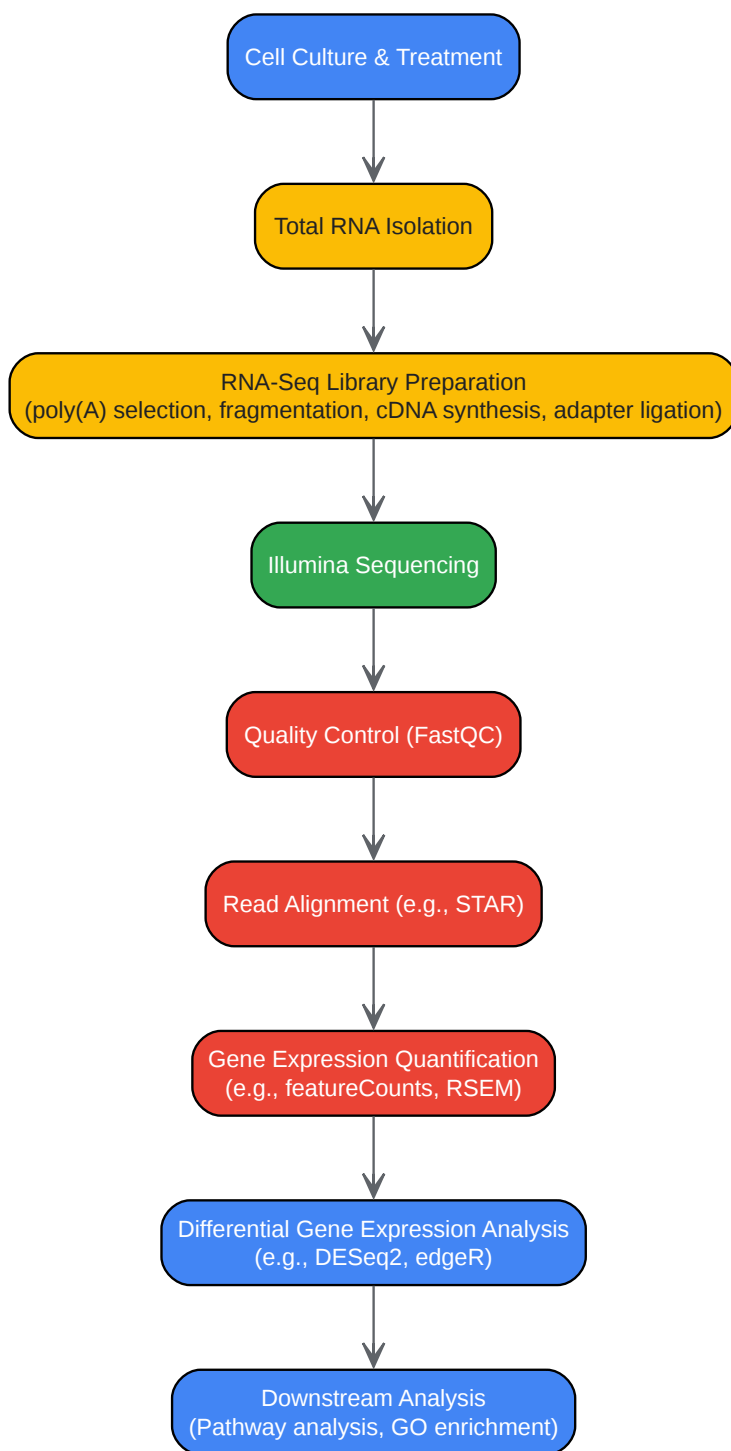 Cell Culture & Treatment
Total RNA Isolation
RNA-Seq Library Preparation
(poly(A) selection, fragmentation, cDNA synthesis, adapter ligation)
Illumina Sequencing
Quality Control (FastQC)
Read Alignment (e.g., STAR)
Gene Expression Quantification
(e.g., featureCounts, RSEM)
Differential Gene Expression Analysis
(e.g., DESeq2, edgeR)
Downstream Analysis
(Pathway analysis, GO enrichment)